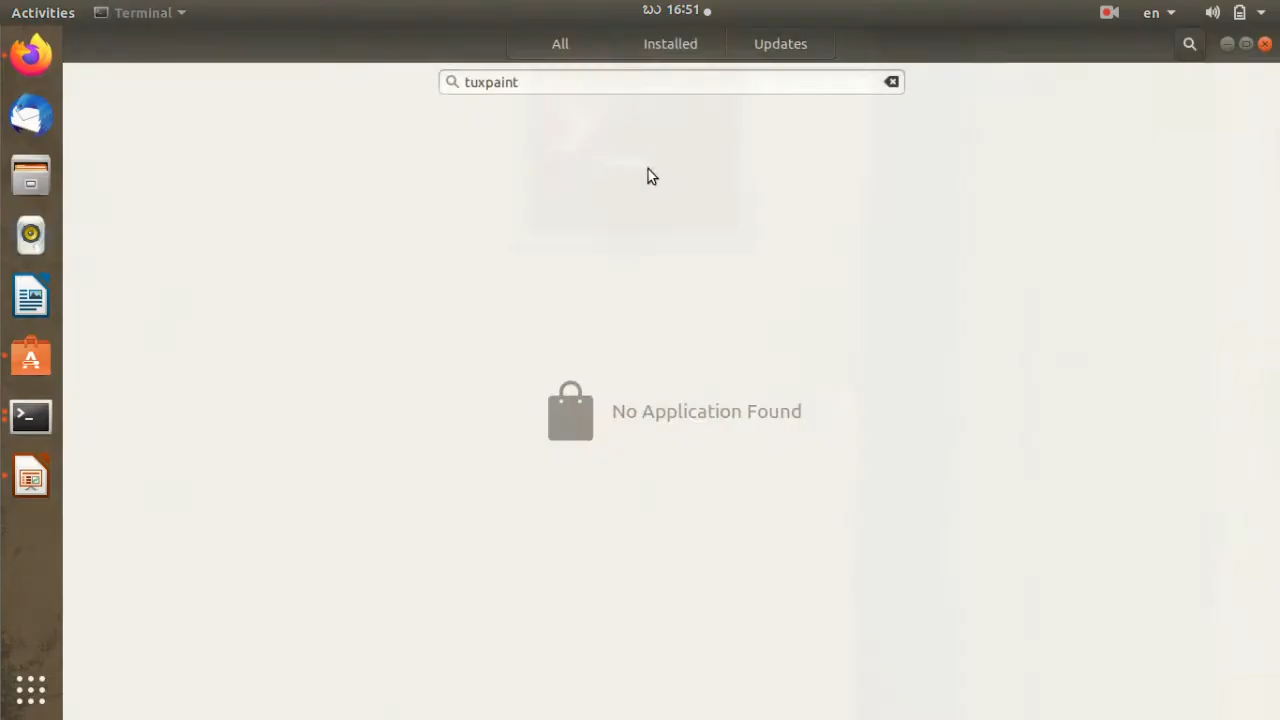 Activities Terminal ඞා 16:51 en
All Installed Updates
tuxpaint
No Application Found